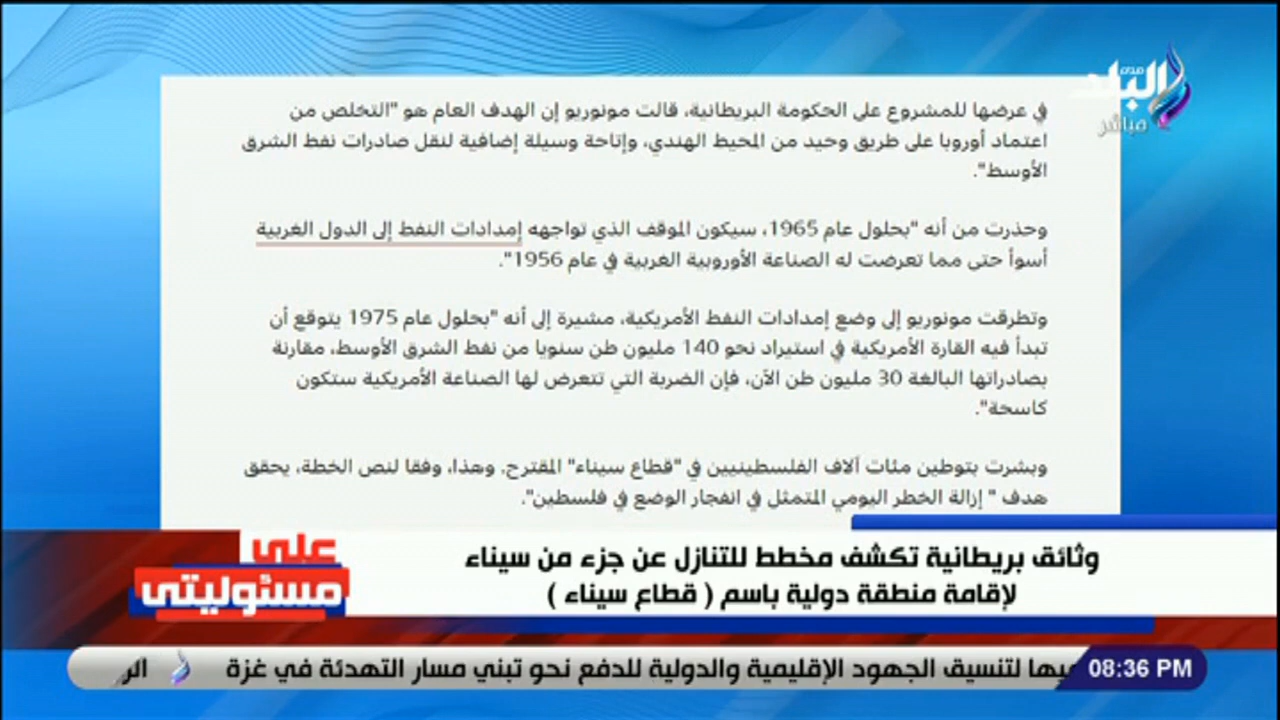 صدى
البلد
مباشر
في عرضها للمشروع على الحكومة البريطانية، قالت مونوريو إن الهدف العام هو "التخلص من
اعتماد أوروبا على طريق وحيد من المحيط الهندي، وإتاحة وسيلة إضافية لنقل صادرات نفط الشرق
الأوسط".
وحذرت من أنه "بحلول عام 1965، سيكون الموقف الذي تواجهه إمدادات النفط إلى الدول الغربية
أسوأ حتى مما تعرضت له الصناعة الأوروبية الغربية في عام 1956".
وتطرقت مونوريو إلى وضع إمدادات النفط الأمريكية، مشيرة إلى أنه "بحلول عام 1975 يتوقع أن
تبدأ فيه القارة الأمريكية في استيراد نحو 140 مليون طن سنويا من نفط الشرق الأوسط، مقارنة
بصادراتها البالغة 30 مليون طن الآن، فإن الضربة التي تتعرض لها الصناعة الأمريكية ستكون
كاسحة".
وبشرت بتوطين مئات آلاف الفلسطينيين في "قطاع سيناء" المقترح. وهذا، وفقا لنص الخطة، يحقق
هدف " إزالة الخطر اليومي المتمثل في انفجار الوضع في فلسطين".
على
مسئوليتي
وثائق بريطانية تكشف مخطط للتنازل عن جزء من سيناء
لإقامة منطقة دولية باسم ( قطاع سيناء )
08:36 PM
لتنسيق الجهود الإقليمية والدولية للدفع نحو تبني مسار التهدئة في غزة